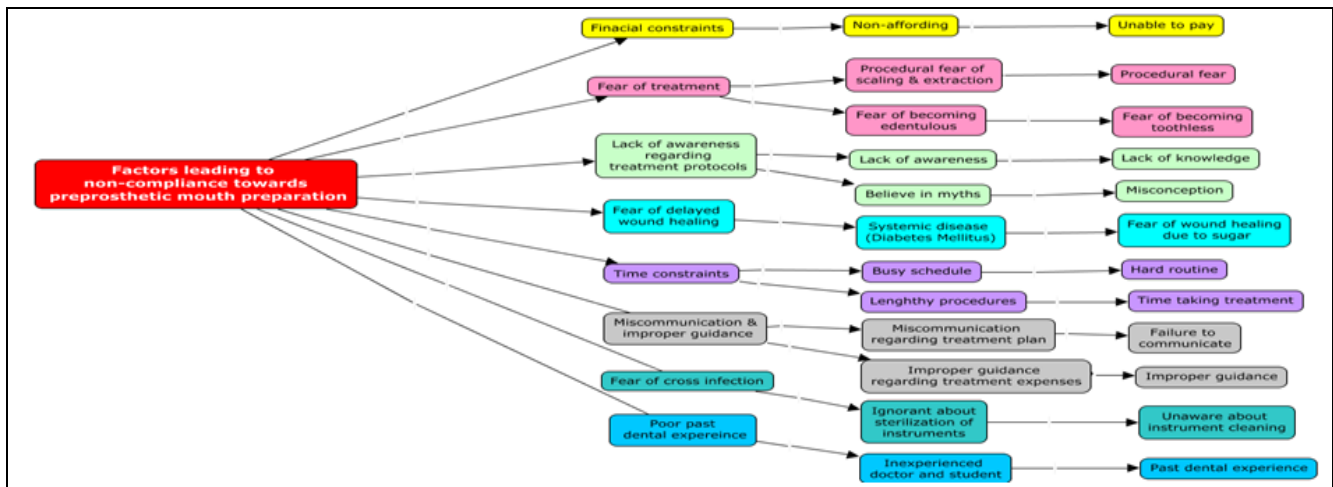 Finacial constraints
Non-affording
Unable to pay
Fear of treatment
Procedural fear of
scaling & extraction
Procedural fear
Fear of becoming
edentulous
Fear of becoming
toothless
Factors leading to
non-compliance towards
preprosthetic mouth preparation
Lack of awareness
regarding
treatment protocols
Lack of awareness
Lack of knowledge
Believe in myths
Misconception
Fear of delayed
wound healing
Systemic disease
(Diabetes Mellitus)
Fear of wound healing
due to sugar
Time constraints
Busy schedule
Hard routine
Lenghthy procedures
Time taking treatment
Miscommunication &
improper guidance
Miscommunication
regarding treatment plan
Failure to
communicate
Improper guidance
regarding treatment expenses
Improper guidance
Fear of cross infection
Ignorant about
sterilization of
instruments
Unaware about
instrument cleaning
Poor past
dental expereince
Inexperienced
doctor and student
Past dental experience